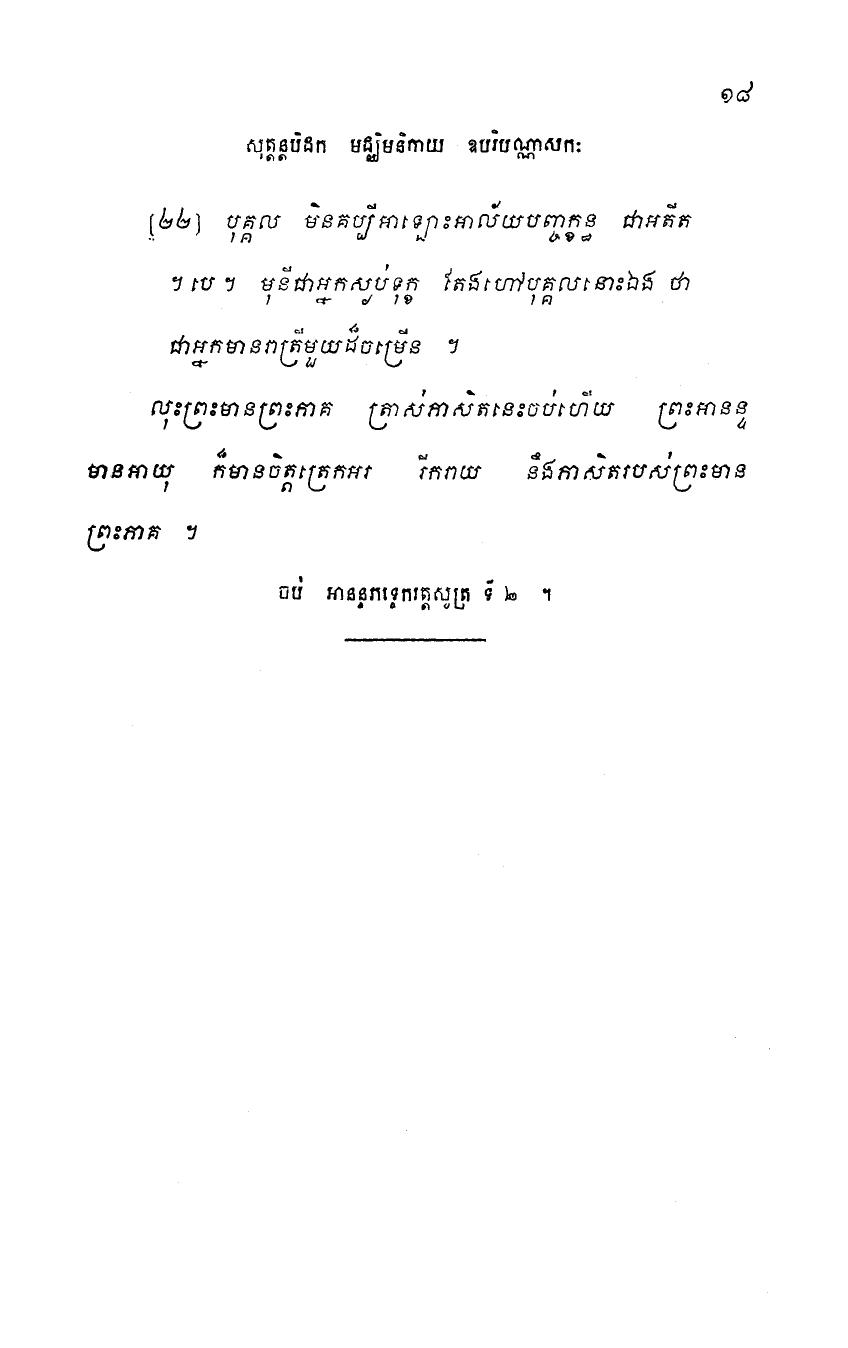 ១៨
សុត្តន្តបិដក មជ្ឈិមនិកាយ ឧបរិបណ្ណាសកៈ
[២២] បុគ្គល មិនគប្បីអាឡោះអាល័យបញ្ចក្ខន្ធ ជាអតីត
។ បេ ។ មុនីជាអ្នកស្ងប់ទុក្ខ តែងហៅបុគ្គលនោះឯង ថា
ជាអ្នកមានរាត្រីមួយដ៏ចម្រើន ។
លុះព្រះមានព្រះភាគ ត្រាស់ភាសិតនេះចប់ហើយ ព្រះអានន្ទ
មានអាយុ ក៏មានចិត្តត្រេកអរ រីករាយ នឹងភាសិតរបស់ព្រះមាន
ព្រះភាគ ។
ចប់ អានន្ទភទ្ទេករត្តសូត្រ ទី ២ ។